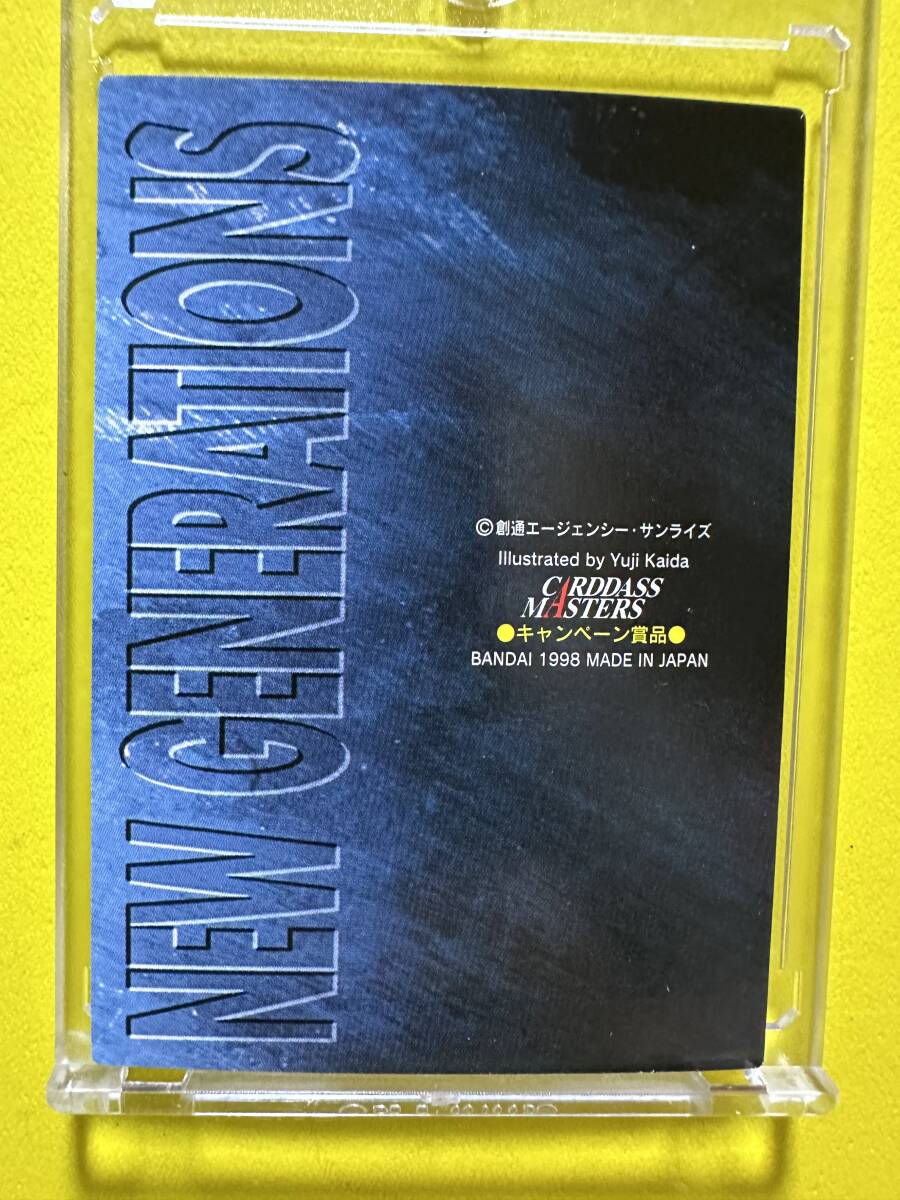 NEW GENERATIONS
©創通エージェンシー・サンライズ
Illustrated by Yuji Kaida
CARDDASS
MASTERS
●キャンペーン賞品●
BANDAI 1998 MADE IN JAPAN